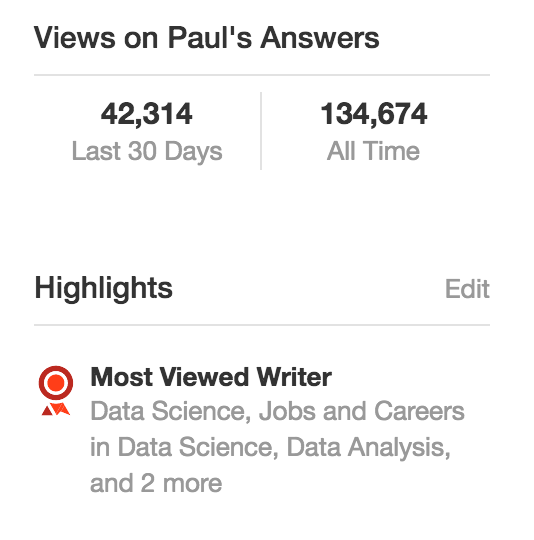 Views on Paul's Answers
42,314
134,674
Last 30 Days
All Time
Highlights
Edit
Most Viewed Writer
Data Science, Jobs and Careers
in Data Science, Data Analysis,
and 2 more